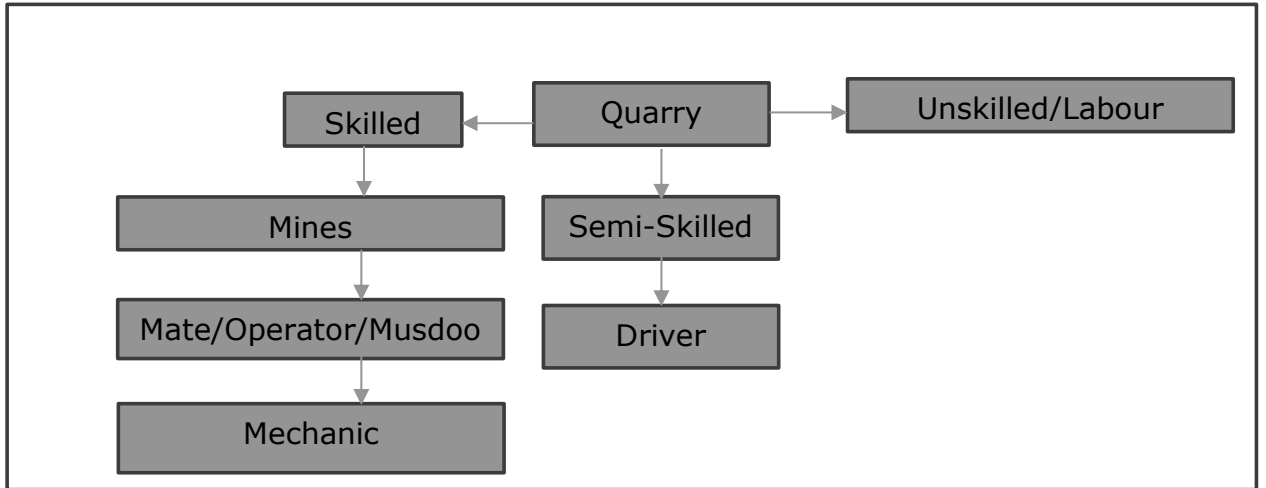 Skilled
Quarry
Unskilled/Labour
Mines
Semi-Skilled
Mate/Operator/Musdoo
Driver
Mechanic